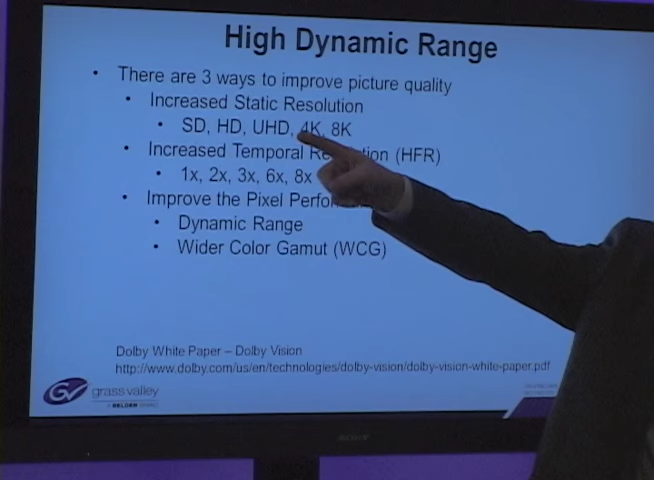 High Dynamic Range
• There are 3 ways to improve picture quality
• Increased Static Resolution
• SD, HD, UHD, 4K, 8K
• Increased Temporal (HFR)
• 1x, 2x, 3x, 6x, 8x
• Improve the Pixel
• Dynamic Range
• Wider Color Gamut (WCG)
Dolby White Paper – Dolby Vision
http://www.dolby.com/us/en/technologies/dolby-vision/dolby-vision-white-paper.pdf
GV grass valley
A BELDEN BRAND
SONY